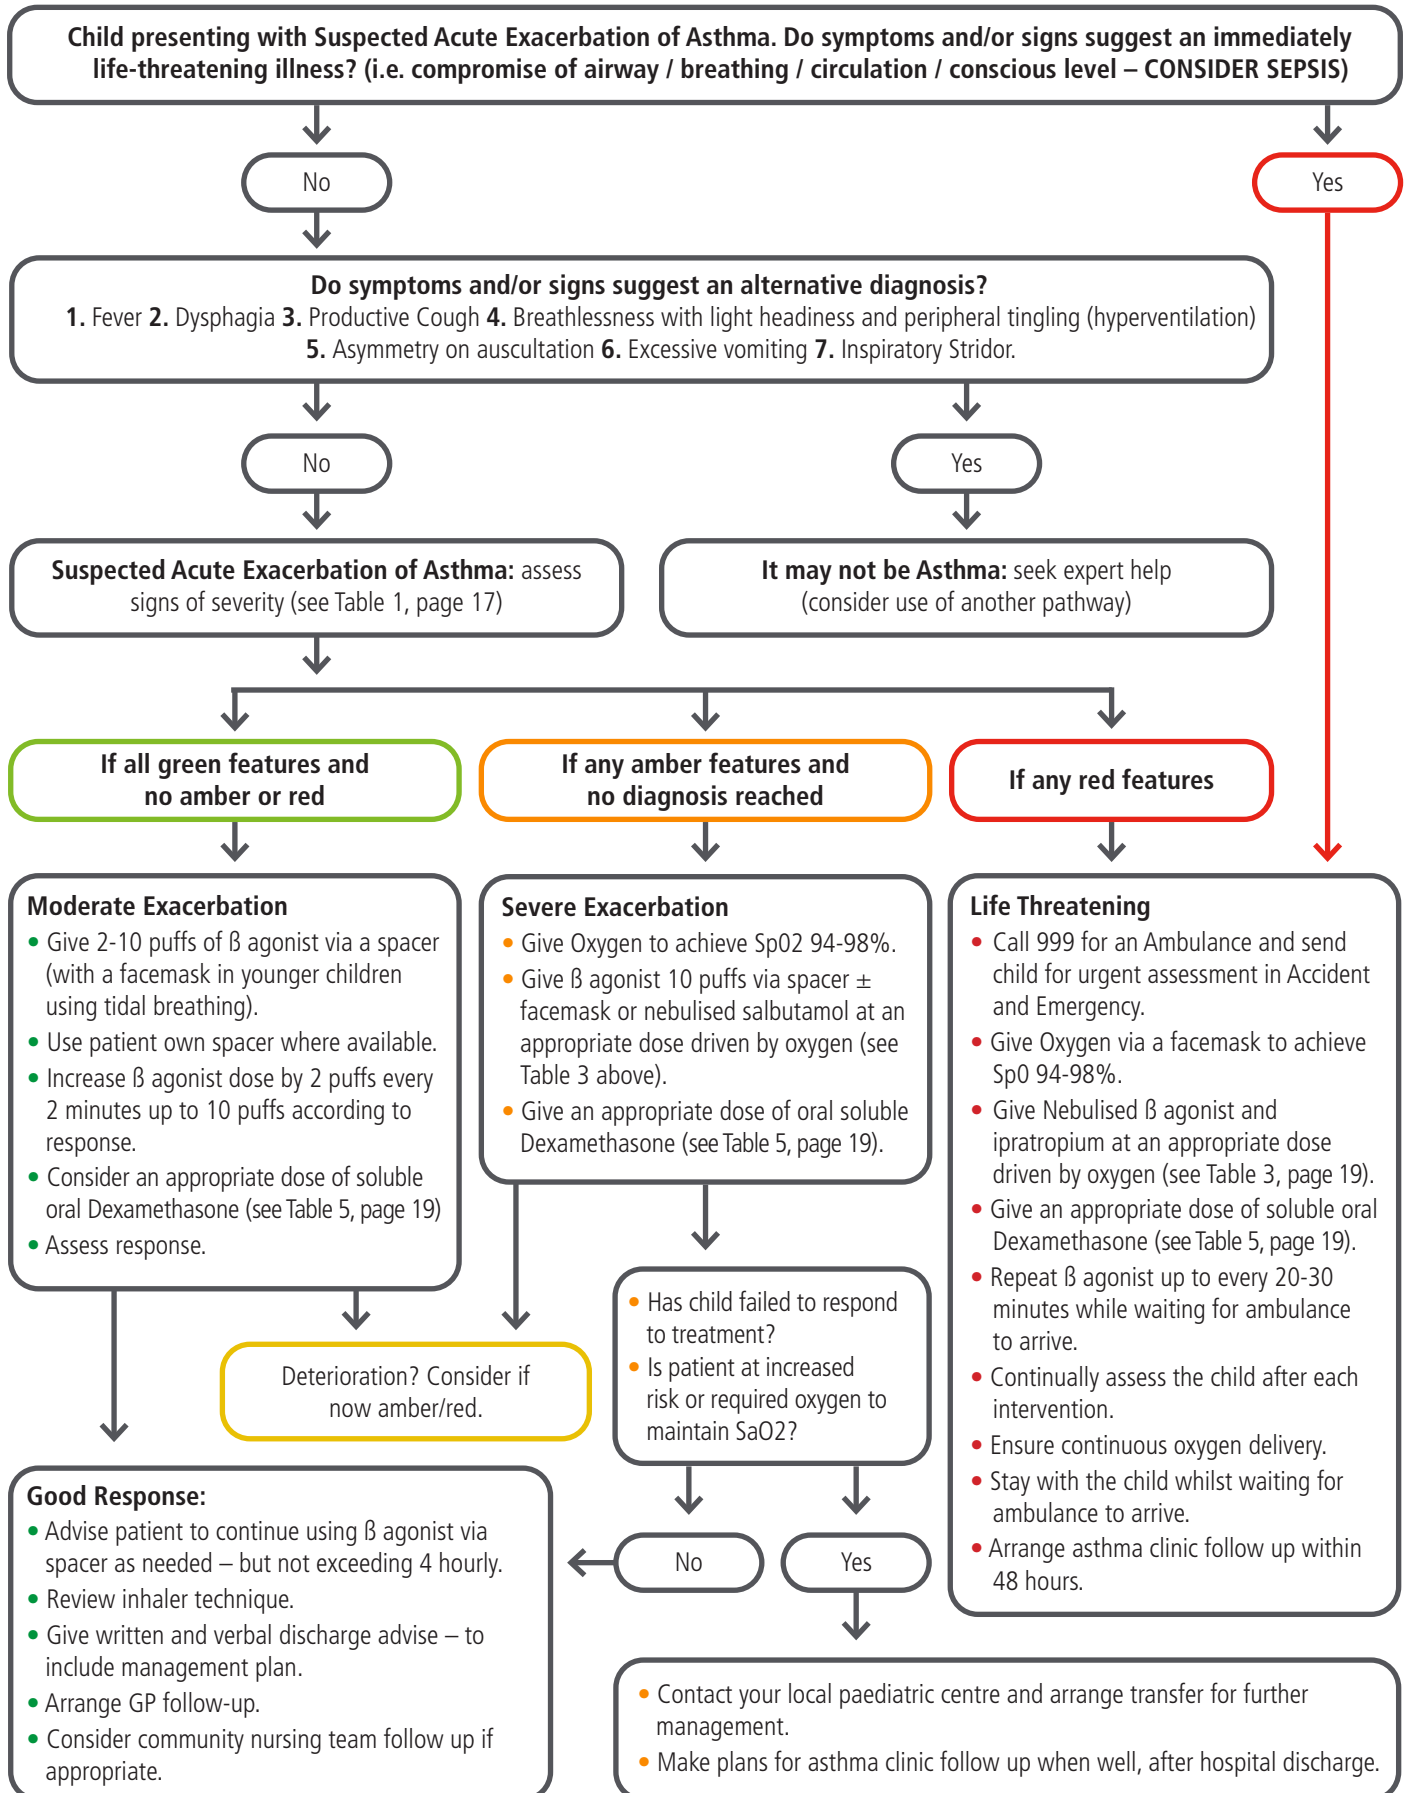 Child presenting with Suspected Acute Exacerbation of Asthma. Do symptoms and/or signs suggest an immediately
life-threatening illness? (i.e. compromise of airway / breathing / circulation / conscious level – CONSIDER SEPSIS)
No
Yes
Do symptoms and/or signs suggest an alternative diagnosis?
1. Fever 2. Dysphagia 3. Productive Cough 4. Breathlessness with light headiness and peripheral tingling (hyperventilation)
5. Asymmetry on auscultation 6. Excessive vomiting 7. Inspiratory Stridor.
No
Yes
Suspected Acute Exacerbation of Asthma: assess
signs of severity (see Table 1, page 17)
It may not be Asthma: seek expert help
(consider use of another pathway)
If all green features and
no amber or red
If any amber features and
no diagnosis reached
If any red features
Moderate Exacerbation
• Give 2-10 puffs of ß agonist via a spacer
(with a facemask in younger children
using tidal breathing).
• Use patient own spacer where available.
• Increase ß agonist dose by 2 puffs every
2 minutes up to 10 puffs according to
response.
• Consider an appropriate dose of soluble
oral Dexamethasone (see Table 5, page 19)
• Assess response.
Severe Exacerbation
• Give Oxygen to achieve Sp02 94-98%.
• Give ß agonist 10 puffs via spacer ±
facemask or nebulised salbutamol at an
appropriate dose driven by oxygen (see
Table 3 above).
• Give an appropriate dose of oral soluble
Dexamethasone (see Table 5, page 19).
Life Threatening
• Call 999 for an Ambulance and send
child for urgent assessment in Accident
and Emergency.
• Give Oxygen via a facemask to achieve
Sp0 94-98%.
• Give Nebulised ß agonist and
ipratropium at an appropriate dose
driven by oxygen (see Table 3, page 19).
• Give an appropriate dose of soluble oral
Dexamethasone (see Table 5, page 19).
• Repeat ß agonist up to every 20-30
minutes while waiting for ambulance
to arrive.
• Continually assess the child after each
intervention.
• Ensure continuous oxygen delivery.
• Stay with the child whilst waiting for
ambulance to arrive.
• Arrange asthma clinic follow up within
48 hours.
Deterioration? Consider if
now amber/red.
• Has child failed to respond
to treatment?
• Is patient at increased
risk or required oxygen to
maintain SaO2?
No
Yes
Good Response:
• Advise patient to continue using ß agonist via
spacer as needed – but not exceeding 4 hourly.
• Review inhaler technique.
• Give written and verbal discharge advise – to
include management plan.
• Arrange GP follow-up.
• Consider community nursing team follow up if
appropriate.
• Contact your local paediatric centre and arrange transfer for further
management.
• Make plans for asthma clinic follow up when well, after hospital discharge.